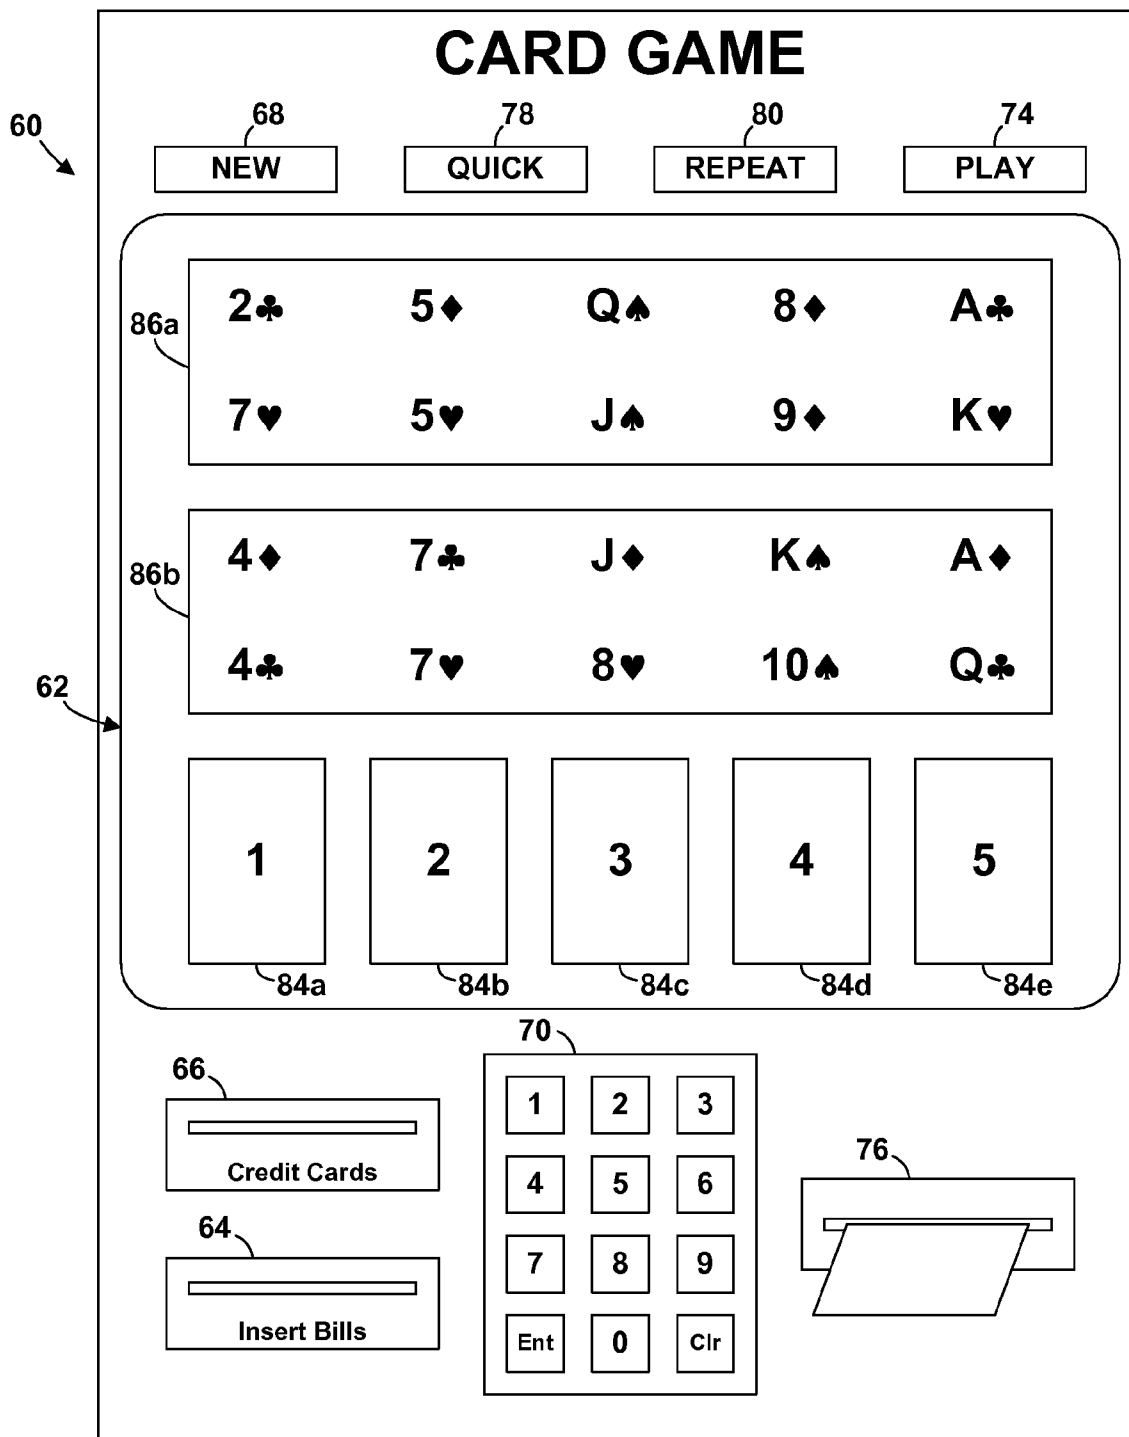 CARD GAME
60
68 78 80 74
NEW QUICK REPEAT PLAY
2♣ 5♦ Q♠ 8♦ A♣
86a
7♥ 5♥ J♠ 9♦ K♥
4♦ 7♣ J♦ K♠ A♦
86b
4♣ 7♥ 8♥ 10♠ Q♣
62
1 2 3 4 5
84a 84b 84c 84d 84e
70
66
1 2 3
Credit Cards
76
4 5 6
64
7 8 9
Insert Bills
Ent 0 Clr